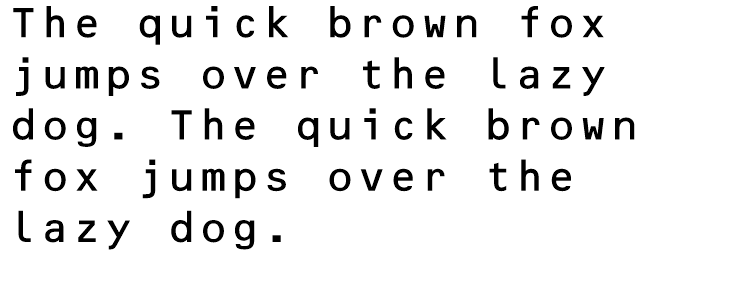 The quick brown fox
jumps over the lazy
dog. The quick brown
fox jumps over the
lazy dog.